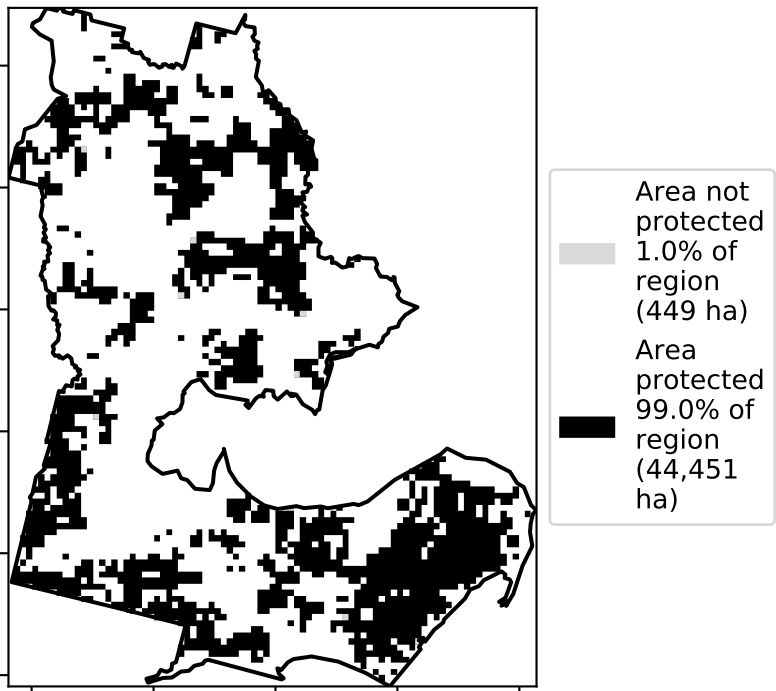 Area not
protected
1.0% of
region
(449 ha)
Area
protected
99.0% of
region
(44,451
ha)